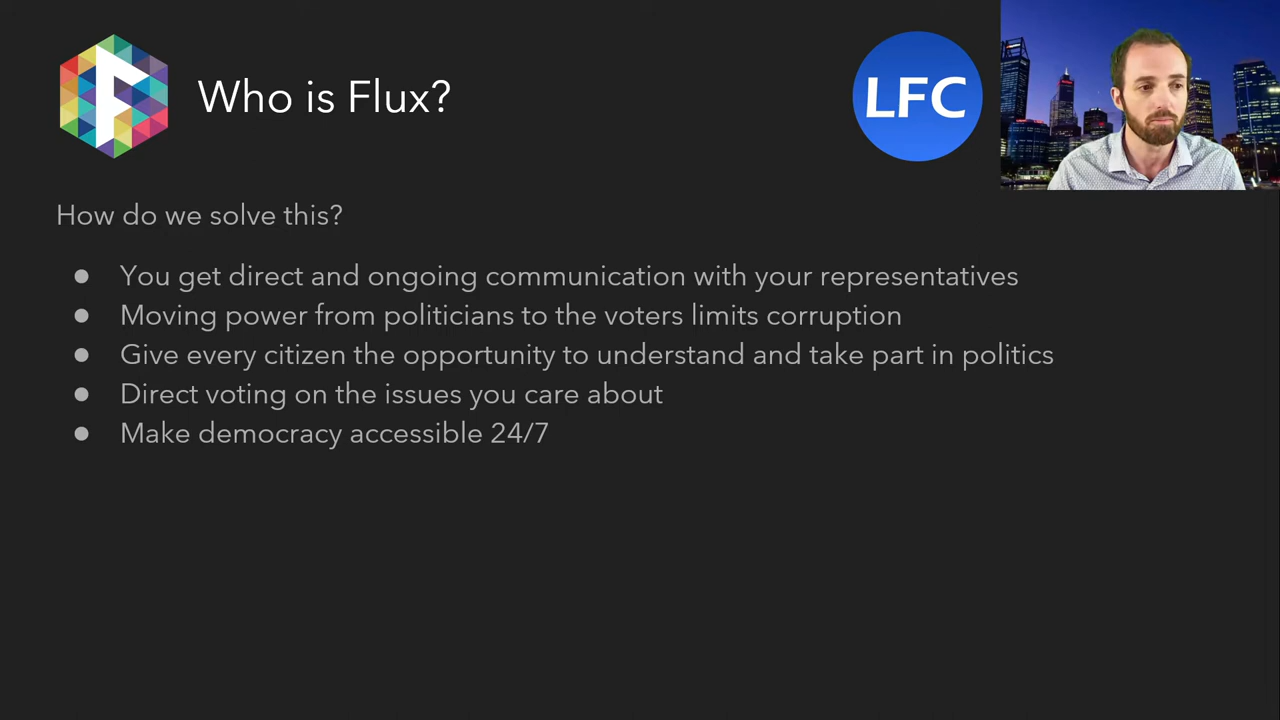 Who is Flux?
LFC
How do we solve this?
● You get direct and ongoing communication with your representatives
● Moving power from politicians to the voters limits corruption
● Give every citizen the opportunity to understand and take part in politics
● Direct voting on the issues you care about
● Make democracy accessible 24/7